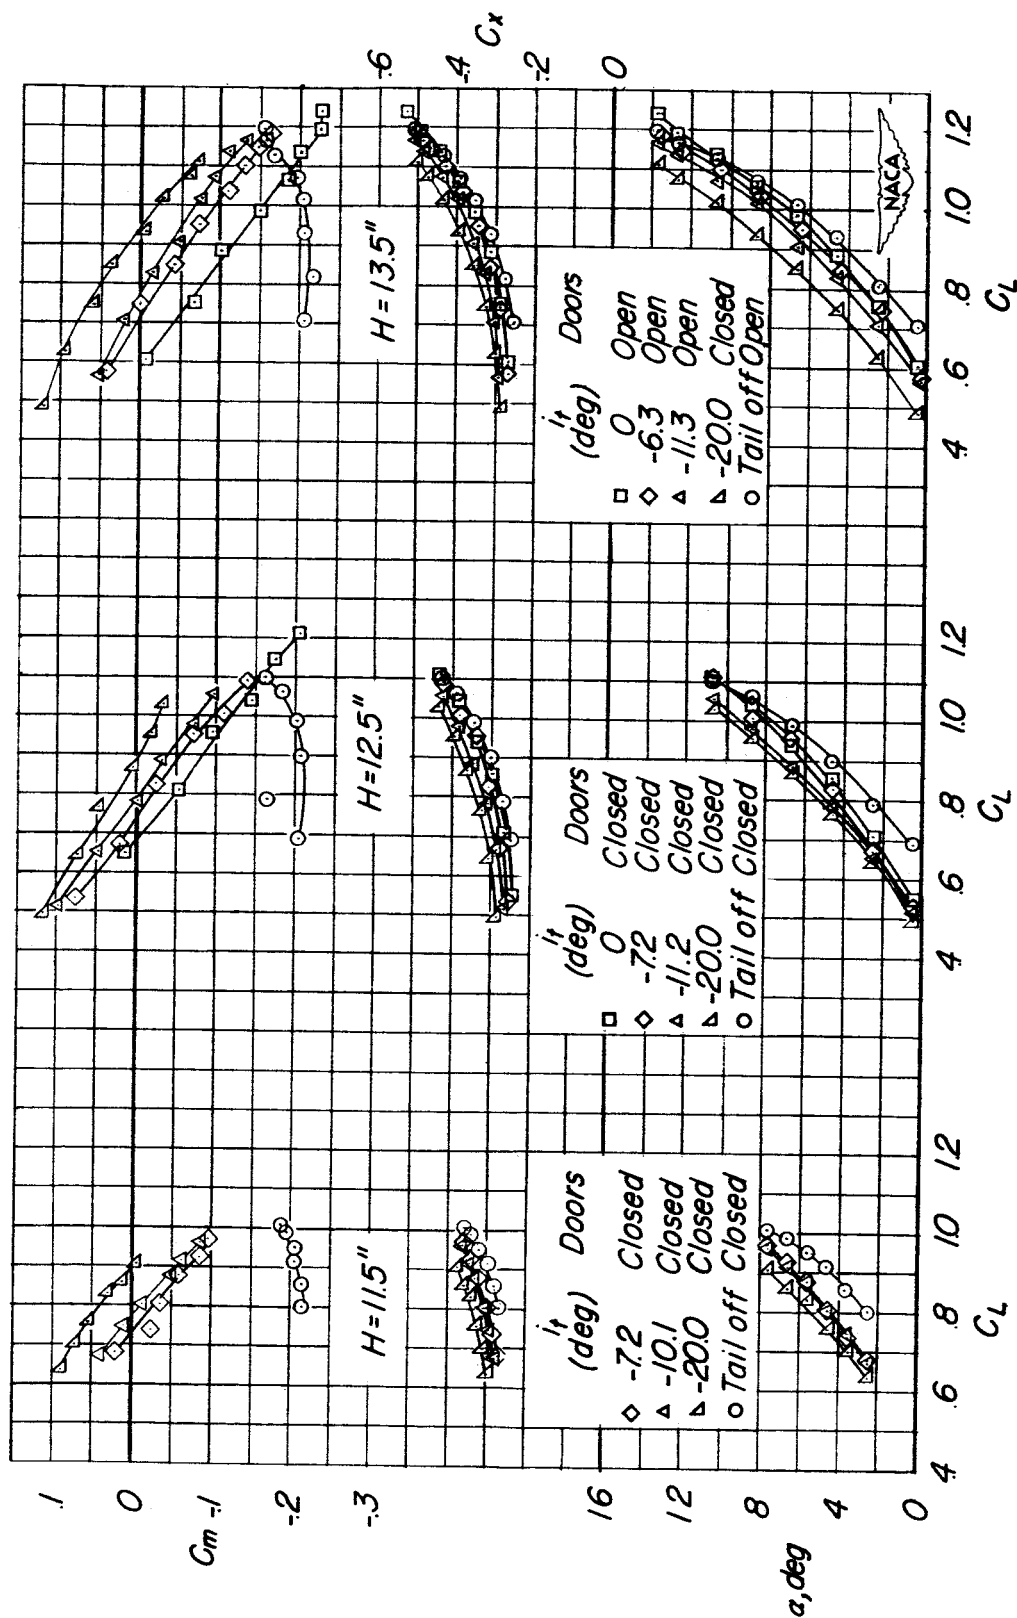 .1
0
-.1
-.2
-.3
Cm
H=11.5"
H=12.5"
H=13.5"
-.6
-.4
-.2
0
Cx
it
(deg) Doors
-7.2 Closed
-10.1 Closed
-20.0 Closed
Tail off Closed
it
(deg) Doors
0 Closed
-7.2 Closed
-11.2 Closed
-20.0 Closed
Tail off Closed
it
(deg) Doors
0 Open
-6.3 Open
-11.3 Open
-20.0 Closed
Tail off Open
NACA
16
12
8
4
0
α, deg
.4 .6 .8 1.0 1.2
CL
.4 .6 .8 1.0 1.2
CL
.4 .6 .8 1.0 1.2
CL